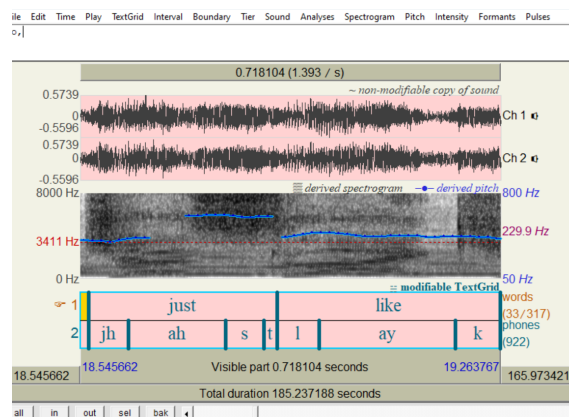 ile Edit Time Play TextGrid Interval Boundary Tier Sound Analyses Spectrogram Pitch Intensity Formants Pulses
o,
0.718104 (1.393 / s)
~ non-modifiable copy of sound
0.5739
0
-0.5596
Ch 1
0.5739
0
-0.5596
Ch 2
derived spectrogram derived pitch
8000 Hz
800 Hz
3411 Hz
229.9 Hz
0 Hz
50 Hz
modifiable TextGrid
1 just like words
(33/317)
2 jh ah s t l ay k phones
(922)
18.545662 Visible part 0.718104 seconds 19.263767
18.545662 165.973421
Total duration 185.237188 seconds
all in out sel bak